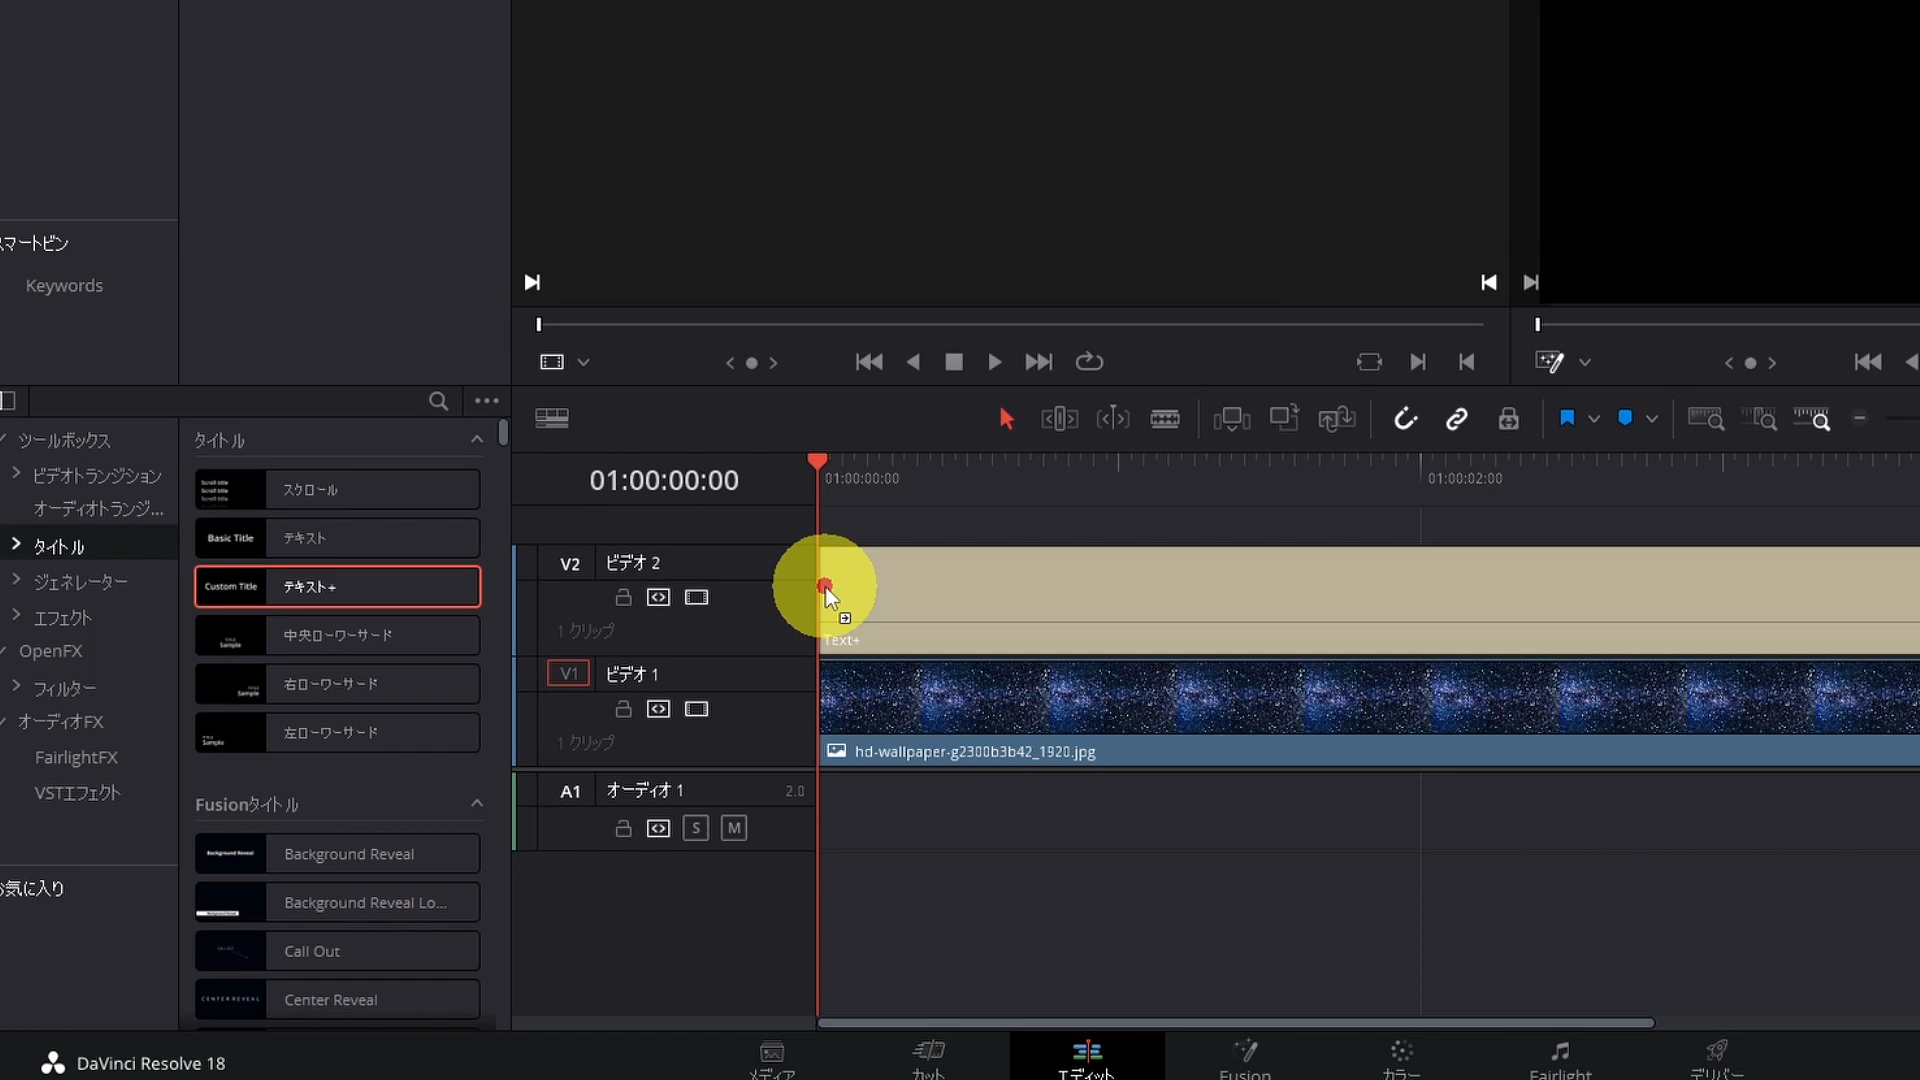 スマートビン
Keywords
ツールボックス
ビデオトランジション
オーディオトランジ...
タイトル
ジェネレーター
エフェクト
OpenFX
フィルター
オーディオFX
FairlightFX
VSTエフェクト
お気に入り
タイトル
Scroll title
Scroll title
Scroll title
スクロール
Basic Title
テキスト
Custom Title
テキスト+
Sample
中央ローワーサード
Sample
右ローワーサード
Sample
左ローワーサード
Fusionタイトル
Background Reveal
Background Reveal
Background Reveal Lo...
Call Out
CENTER REVEAL
Center Reveal
01:00:00:00
01:00:00:00
01:00:02:00
V2
ビデオ 2
1 クリップ
Text+
V1
ビデオ 1
1 クリップ
hd-wallpaper-g2300b3b42_1920.jpg
A1
オーディオ 1
2.0
S
M
DaVinci Resolve 18
メディア
カット
エディット
Fusion
カラー
Fairlight
デリバー